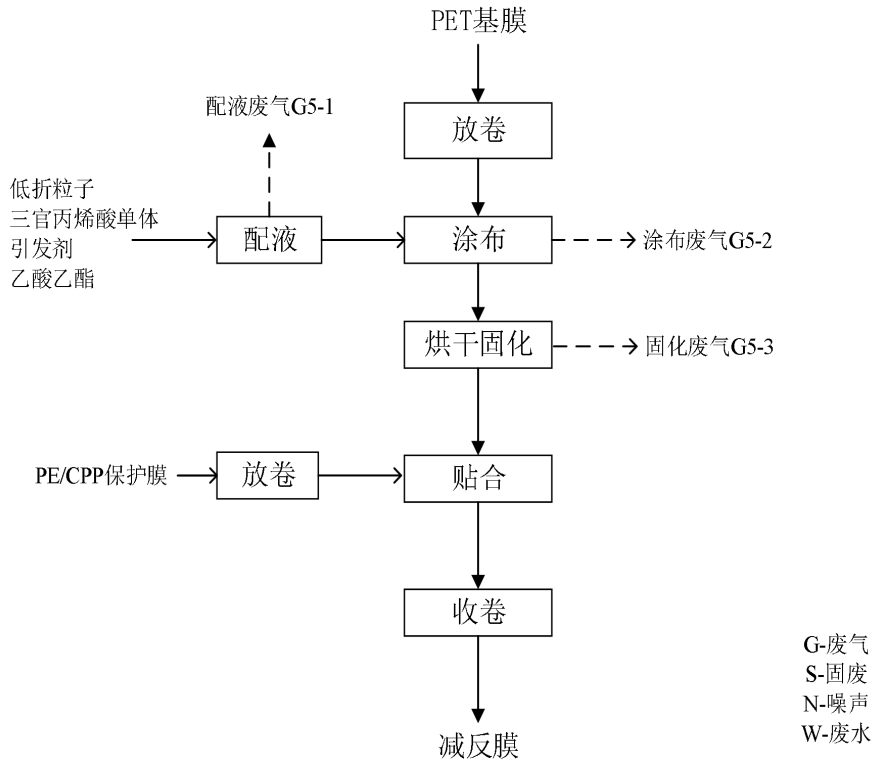 PET基膜
配液废气G5-1
放卷
低折粒子
三官丙烯酸单体
引发剂
乙酸乙酯
配液
涂布
涂布废气G5-2
烘干固化
固化废气G5-3
PE/CPP保护膜
放卷
贴合
收卷
减反膜
G-废气
S-固废
N-噪声
W-废水